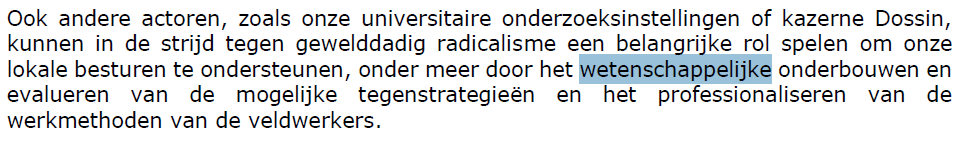 Ook andere actoren, zoals onze universitaire onderzoeksinstellingen of kazerne Dossin,
kunnen in de strijd tegen gewelddadig radicalisme een belangrijke rol spelen om onze
lokale besturen te ondersteunen, onder meer door het wetenschappelijke onderbouwen en
evalueren van de mogelijke tegenstrategieën en het professionaliseren van de
werkmethoden van de veldwerkers.